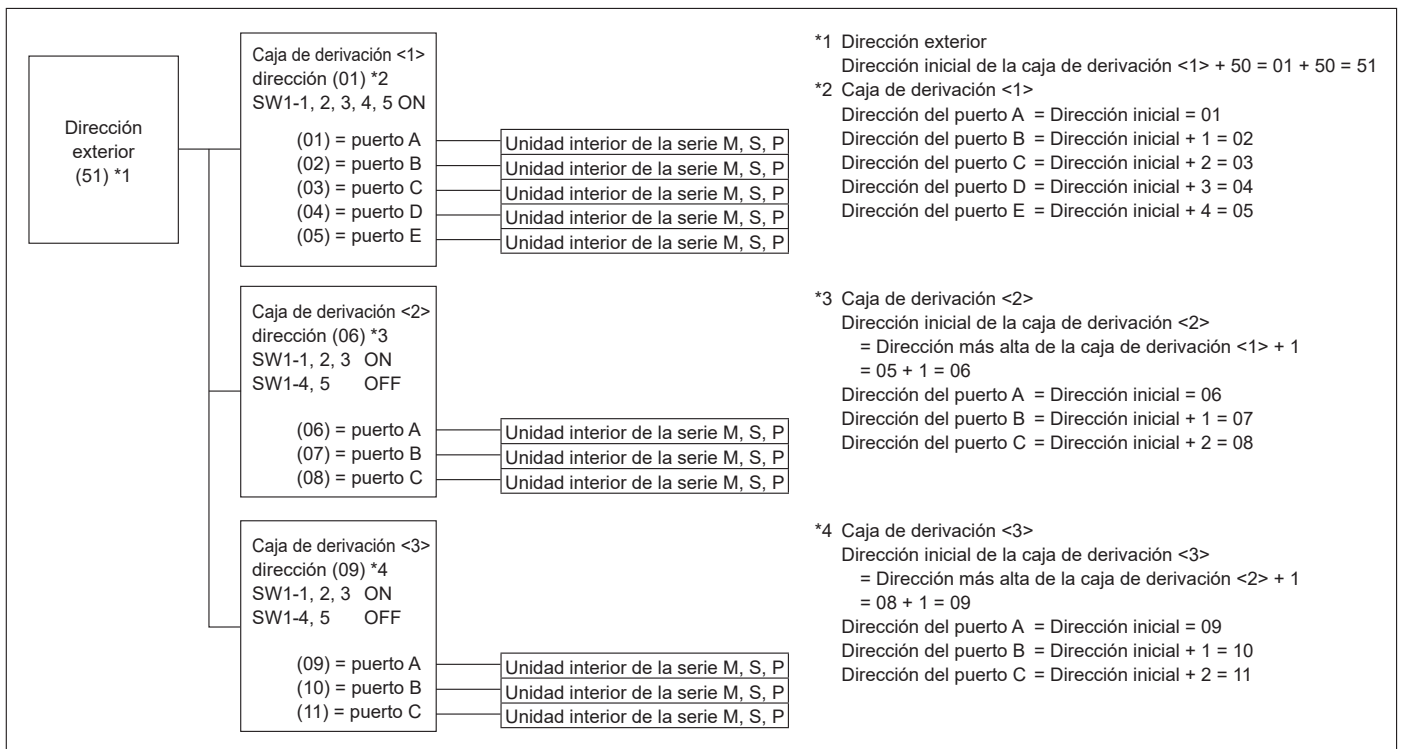 Dirección
exterior
(51) *1
Caja de derivación <1>
dirección (01) *2
SW1-1, 2, 3, 4, 5 ON
(01) = puerto A
(02) = puerto B
(03) = puerto C
(04) = puerto D
(05) = puerto E
Unidad interior de la serie M, S, P
Unidad interior de la serie M, S, P
Unidad interior de la serie M, S, P
Unidad interior de la serie M, S, P
Unidad interior de la serie M, S, P
Caja de derivación <2>
dirección (06) *3
SW1-1, 2, 3 ON
SW1-4, 5 OFF
(06) = puerto A
(07) = puerto B
(08) = puerto C
Unidad interior de la serie M, S, P
Unidad interior de la serie M, S, P
Unidad interior de la serie M, S, P
Caja de derivación <3>
dirección (09) *4
SW1-1, 2, 3 ON
SW1-4, 5 OFF
(09) = puerto A
(10) = puerto B
(11) = puerto C
Unidad interior de la serie M, S, P
Unidad interior de la serie M, S, P
Unidad interior de la serie M, S, P
*1 Dirección exterior
Dirección inicial de la caja de derivación <1> + 50 = 01 + 50 = 51
*2 Caja de derivación <1>
Dirección del puerto A = Dirección inicial = 01
Dirección del puerto B = Dirección inicial + 1 = 02
Dirección del puerto C = Dirección inicial + 2 = 03
Dirección del puerto D = Dirección inicial + 3 = 04
Dirección del puerto E = Dirección inicial + 4 = 05
*3 Caja de derivación <2>
Dirección inicial de la caja de derivación <2>
= Dirección más alta de la caja de derivación <1> + 1
= 05 + 1 = 06
Dirección del puerto A = Dirección inicial = 06
Dirección del puerto B = Dirección inicial + 1 = 07
Dirección del puerto C = Dirección inicial + 2 = 08
*4 Caja de derivación <3>
Dirección inicial de la caja de derivación <3>
= Dirección más alta de la caja de derivación <2> + 1
= 08 + 1 = 09
Dirección del puerto A = Dirección inicial = 09
Dirección del puerto B = Dirección inicial + 1 = 10
Dirección del puerto C = Dirección inicial + 2 = 11